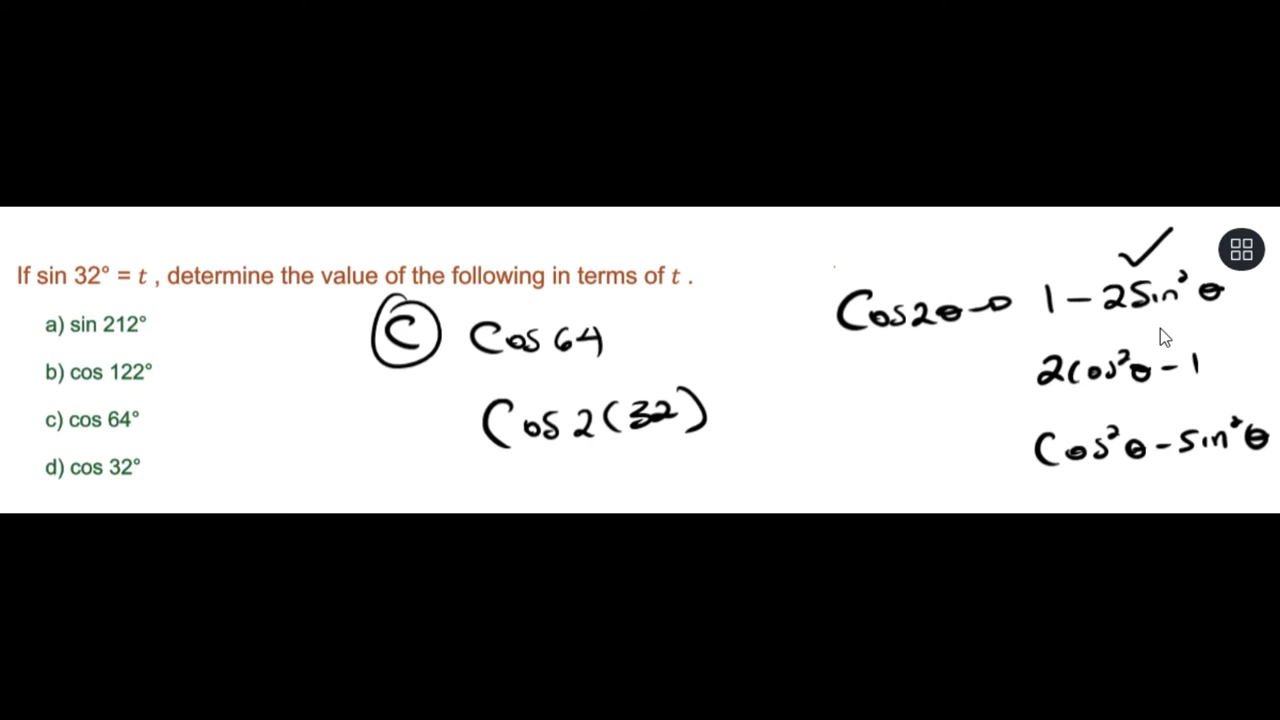 If sin 32° = t , determine the value of the following in terms of t .
a) sin 212°
b) cos 122°
c) cos 64°
d) cos 32°
C Cos 64
Cos 2 (32)
Cos2θ → 1 - 2Sin²θ
2Cos²θ - 1
Cos²θ - Sin²θ